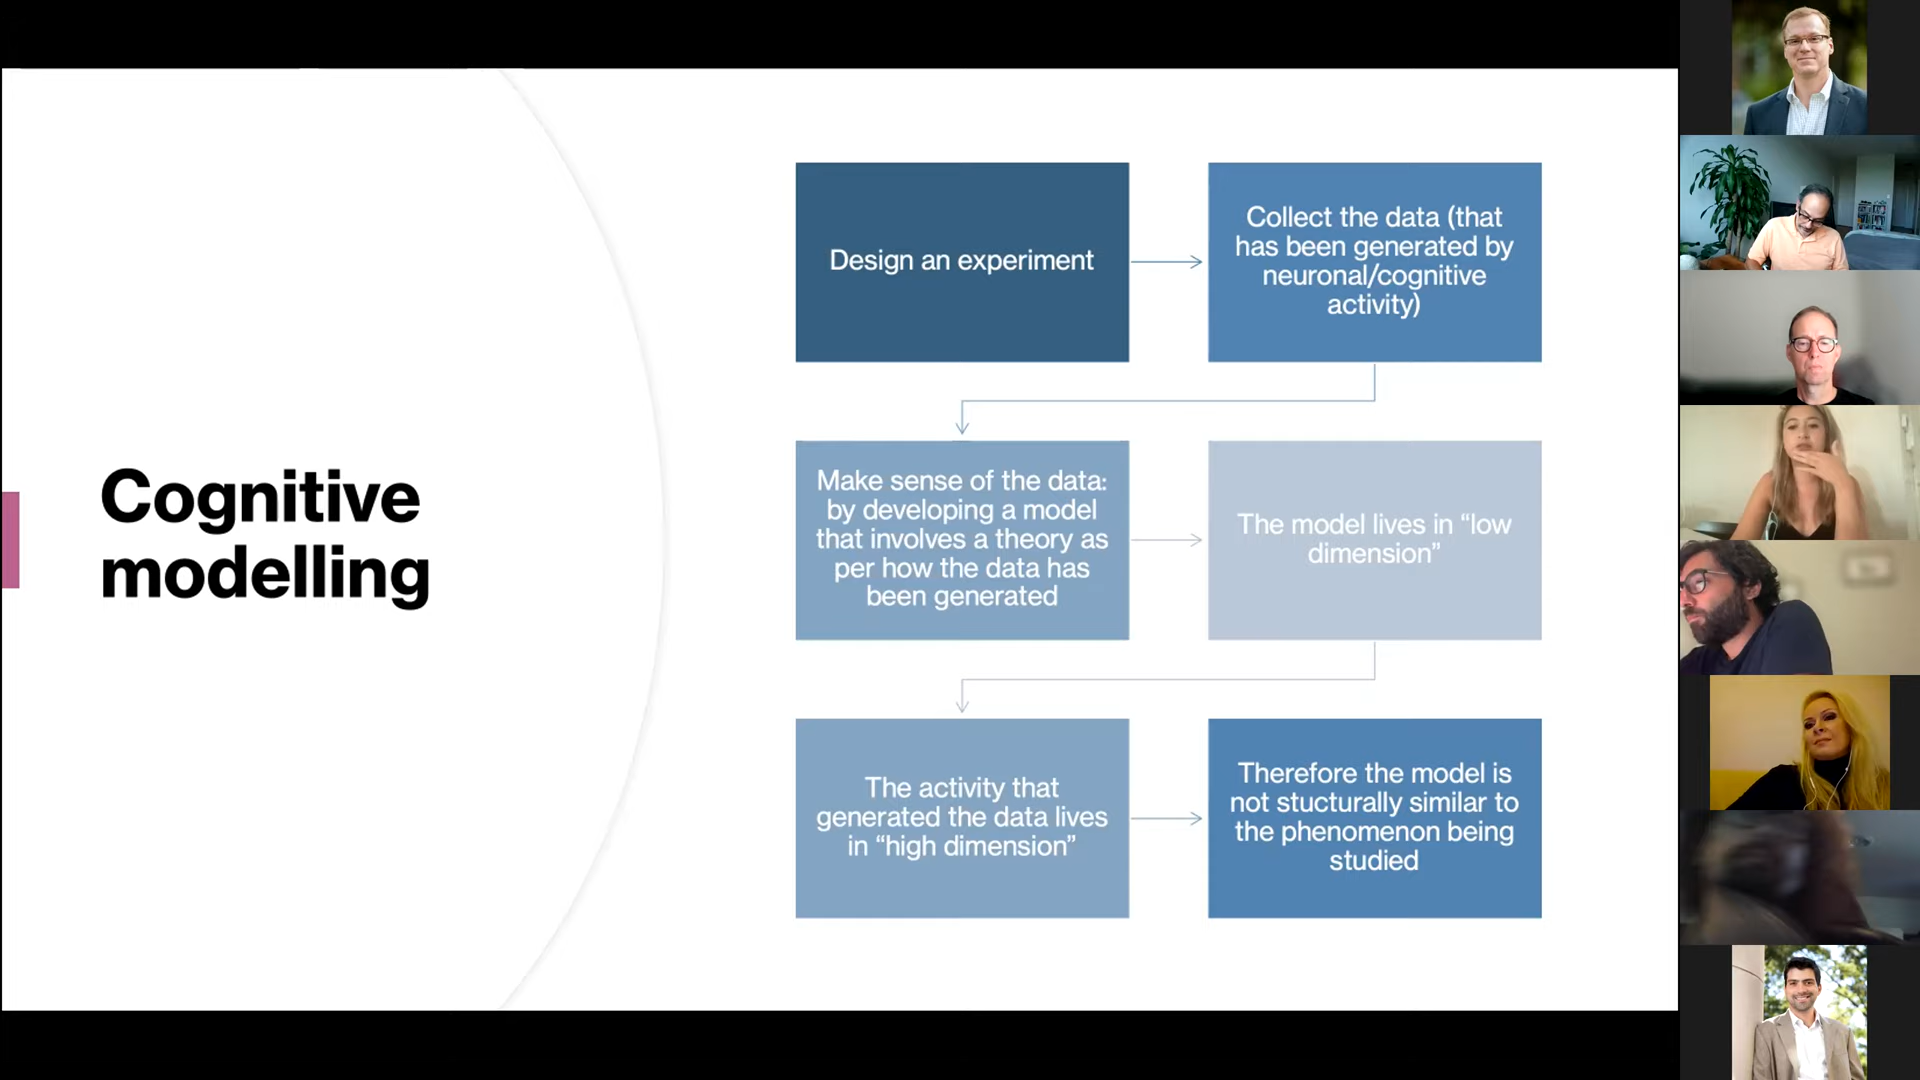 Cognitive
modelling
Design an experiment
Collect the data (that
has been generated by
neuronal/cognitive
activity)
Make sense of the data:
by developing a model
that involves a theory as
per how the data has
been generated
The model lives in “low
dimension”
The activity that
generated the data lives
in “high dimension”
Therefore the model is
not stucturally similar to
the phenomenon being
studied